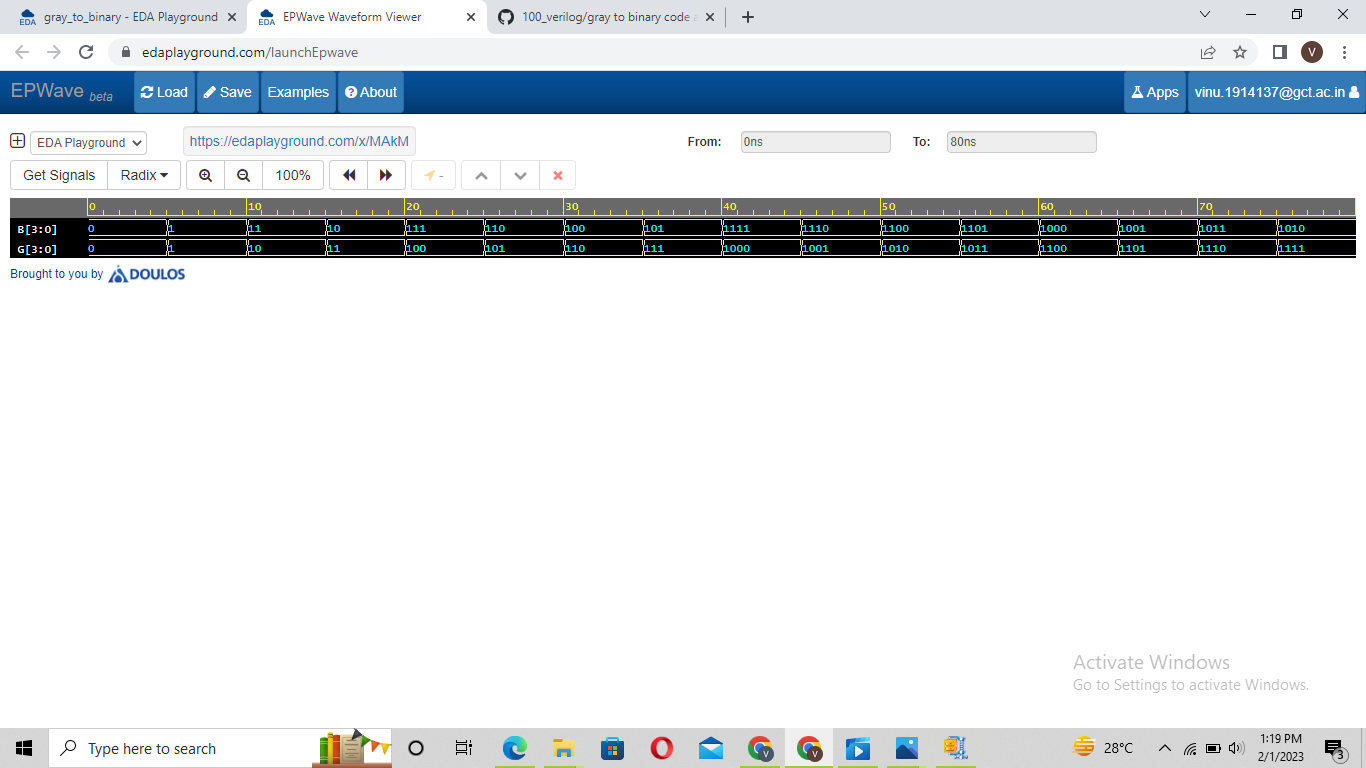 gray_to_binary - EDA Playground
EPWave Waveform Viewer
100_verilog/gray to binary code
edaplayground.com/launchEpwave
V
EPWave beta
Load
Save
Examples
About
Apps
vinu.1914137@gct.ac.in
EDA Playground
https://edaplayground.com/x/MAkM
From:
0ns
To:
80ns
Get Signals
Radix
100%
-
0 10 20 30 40 50 60 70
B[3:0] 0 1 11 10 111 110 100 101 1111 1110 1100 1101 1000 1001 1011 1010
G[3:0] 0 1 10 11 100 101 110 111 1000 1001 1010 1011 1100 1101 1110 1111
Brought to you by DOULOS
Activate Windows
Go to Settings to activate Windows.
Type here to search
V
V
28°C
1:19 PM
2/1/2023
3